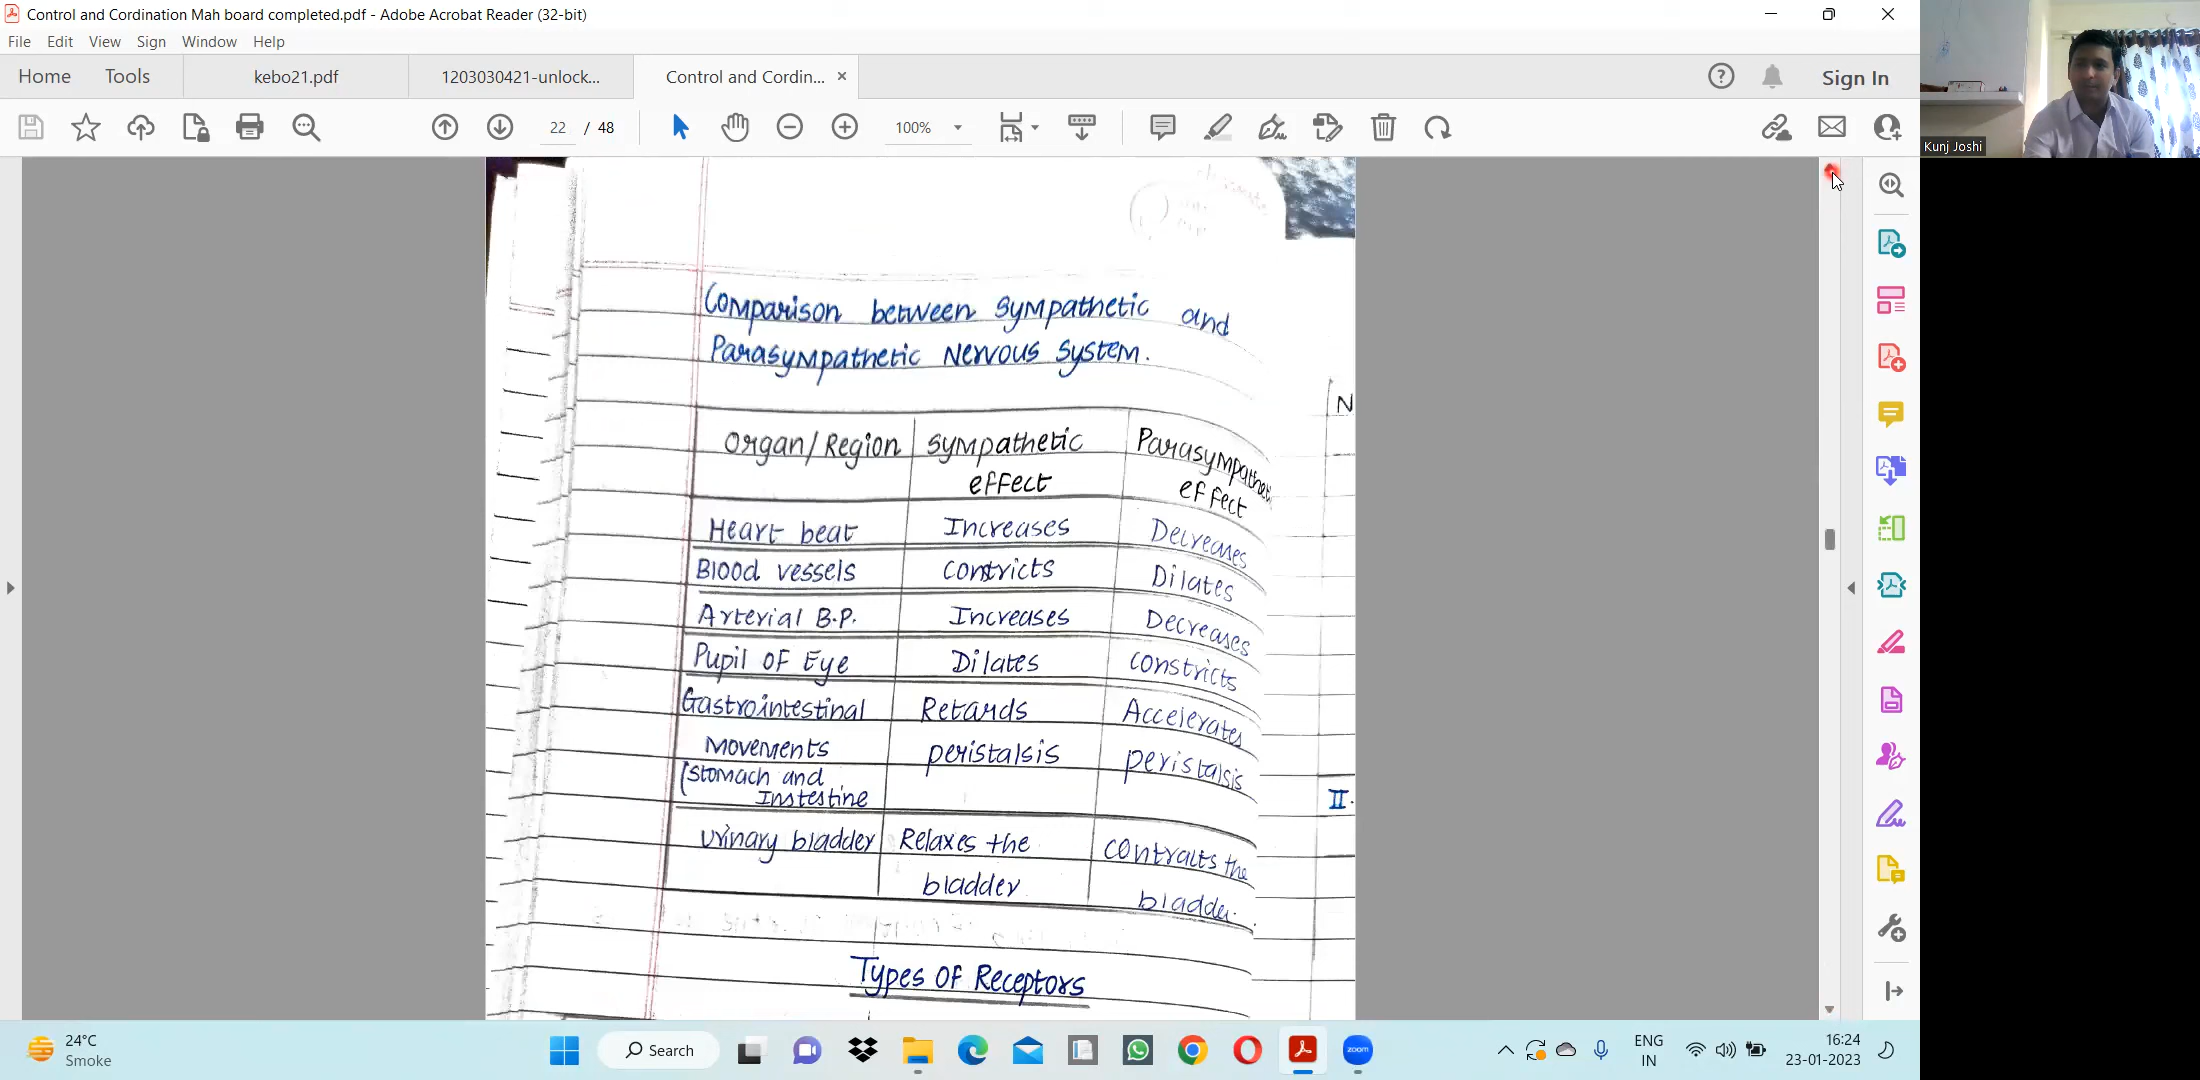 Control and Cordination Mah board completed.pdf - Adobe Acrobat Reader (32-bit)
File Edit View Sign Window Help
Home Tools kebo21.pdf 1203030421-unlock... Control and Cordin... Sign In
22 / 48 100%
Kunj Joshi
Comparison between sympathetic and
Parasympathetic Nervous System.
Organ/Region Sympathetic Parasympathetic
effect effect
Heart beat Increases Decreases
Blood vessels Constricts Dilates
Arterial B.P. Increases Decreases
Pupil of Eye Dilates Constricts
Gastrointestinal Retards Accelerates
Movements peristalsis peristalsis
(Stomach and
Instestine
Urinary bladder Relaxes the Contracts the
bladder bladder.
Types of Receptors
N
II.
24°C
Smoke
Search
zoom
ENG
IN
16:24
23-01-2023